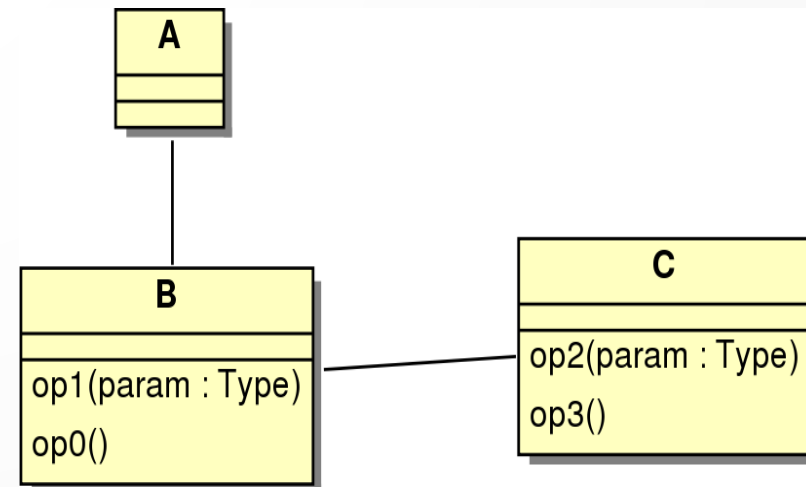 A
B
op1(param : Type)
op0()
C
op2(param : Type)
op3()